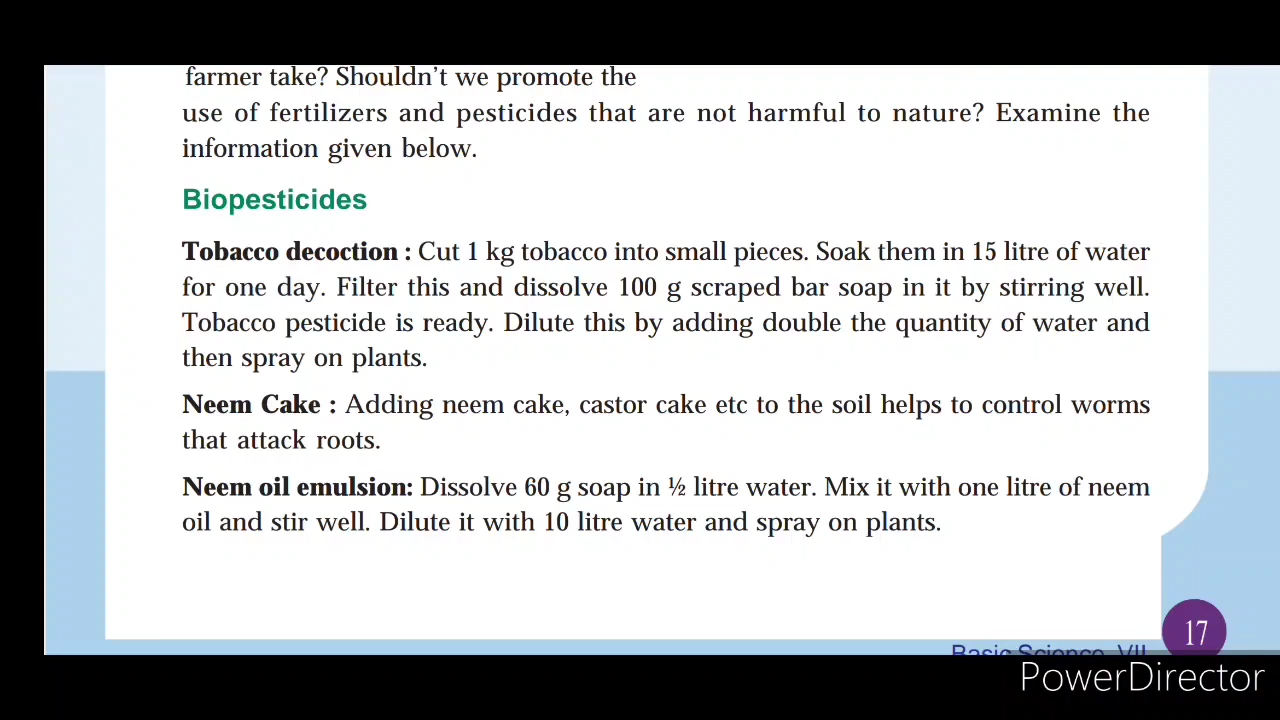 farmer take? Shouldn't we promote the
use of fertilizers and pesticides that are not harmful to nature? Examine the
information given below.
Biopesticides
Tobacco decoction : Cut 1 kg tobacco into small pieces. Soak them in 15 litre of water
for one day. Filter this and dissolve 100 g scraped bar soap in it by stirring well.
Tobacco pesticide is ready. Dilute this by adding double the quantity of water and
then spray on plants.
Neem Cake : Adding neem cake, castor cake etc to the soil helps to control worms
that attack roots.
Neem oil emulsion: Dissolve 60 g soap in ½ litre water. Mix it with one litre of neem
oil and stir well. Dilute it with 10 litre water and spray on plants.
17
Basic Science VII
PowerDirector